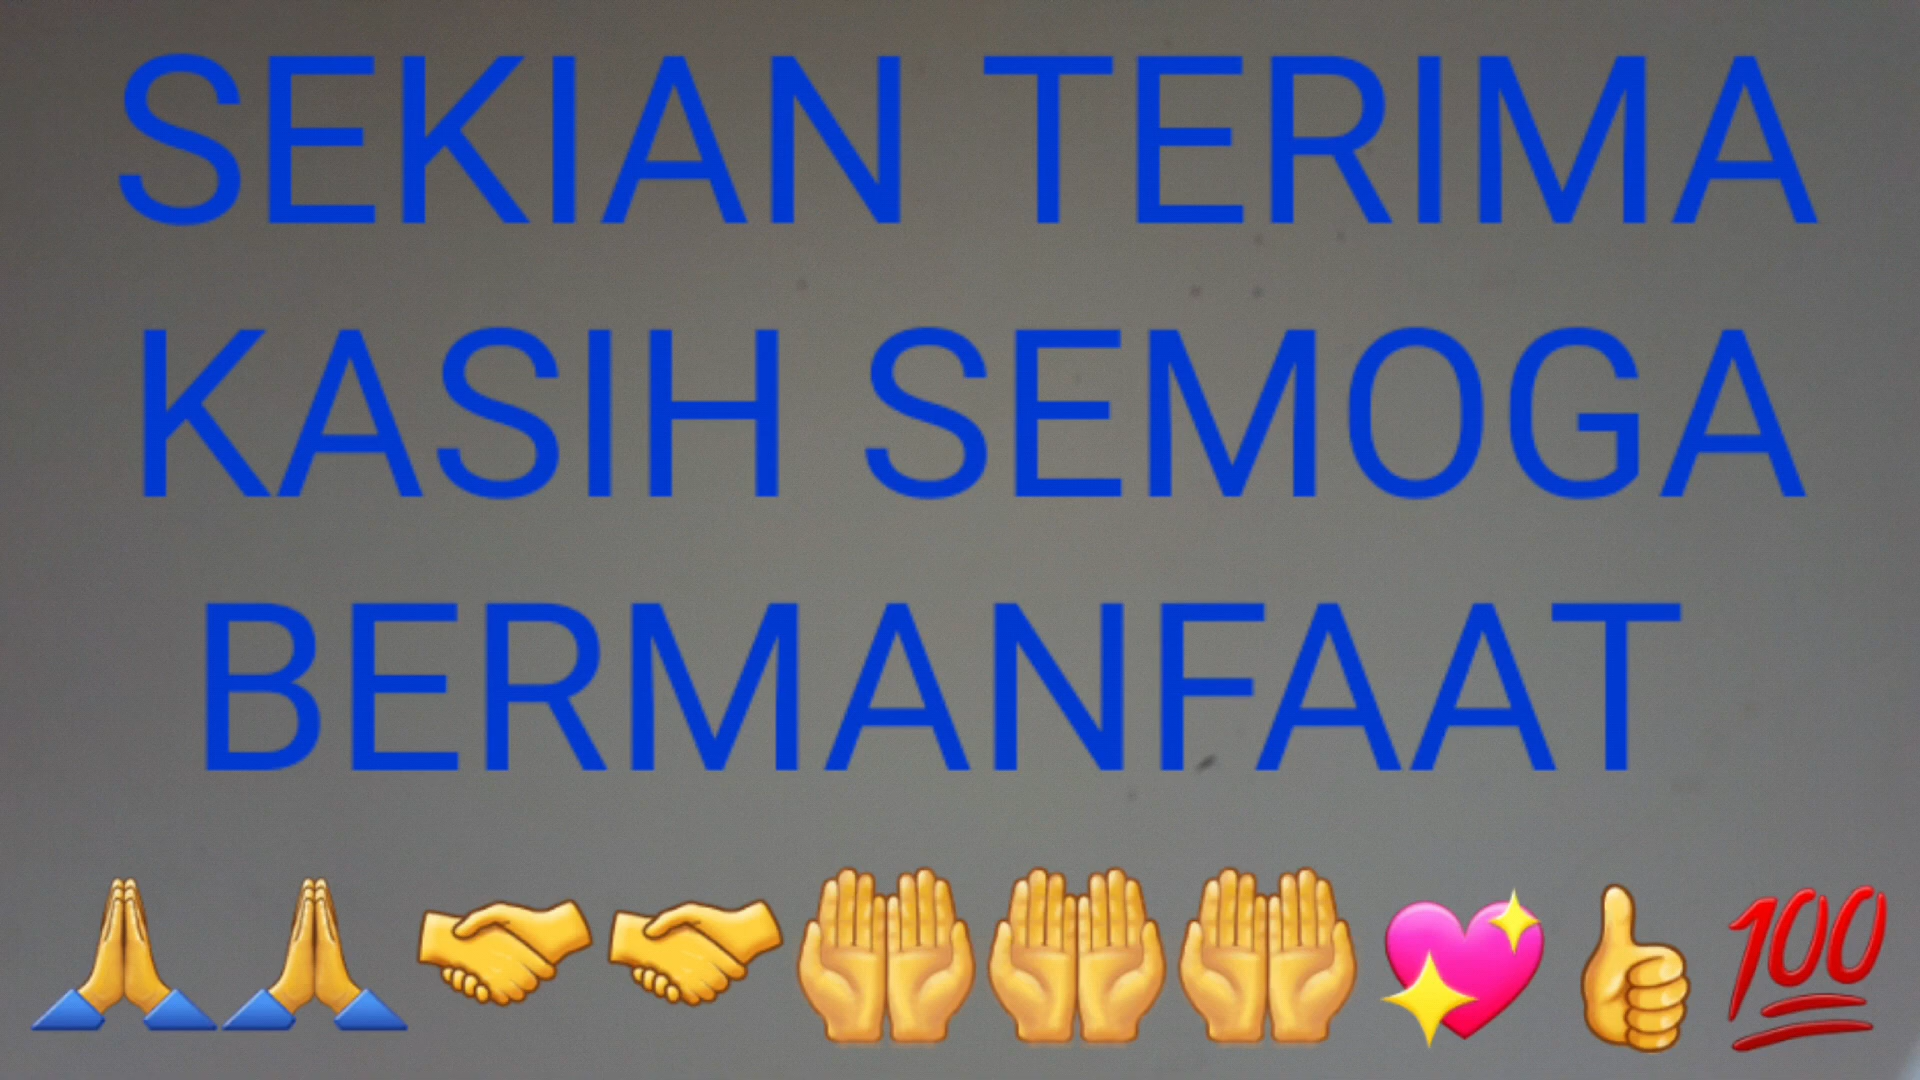 SEKIAN TERIMA
KASIH SEMOGA
BERMANFAAT
🙏🙏🤝🤝🤲🤲🤲💖👍💯